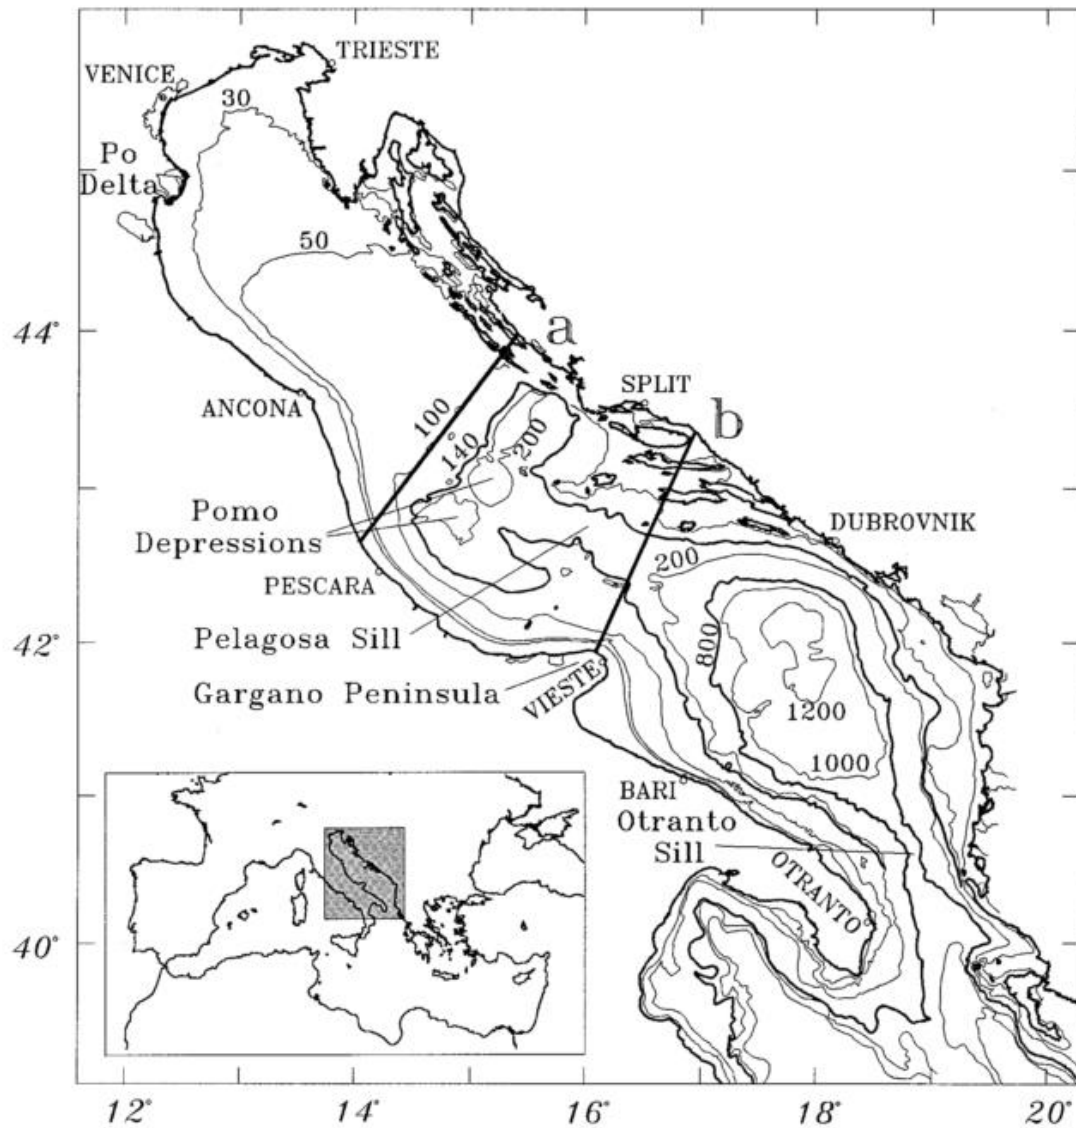 TRIESTE
VENICE
30
Po
Delta
50
44°
a
ANCONA
SPLIT
100
b
140
200
Pomo
Depressions
DUBROVNIK
200
PESCARA
Pelagosa Sill
42°
800
Gargano Peninsula
VIESTE
1200
1000
BARI
Otranto
Sill
OTRANTO
40°
12°
14°
16°
18°
20°